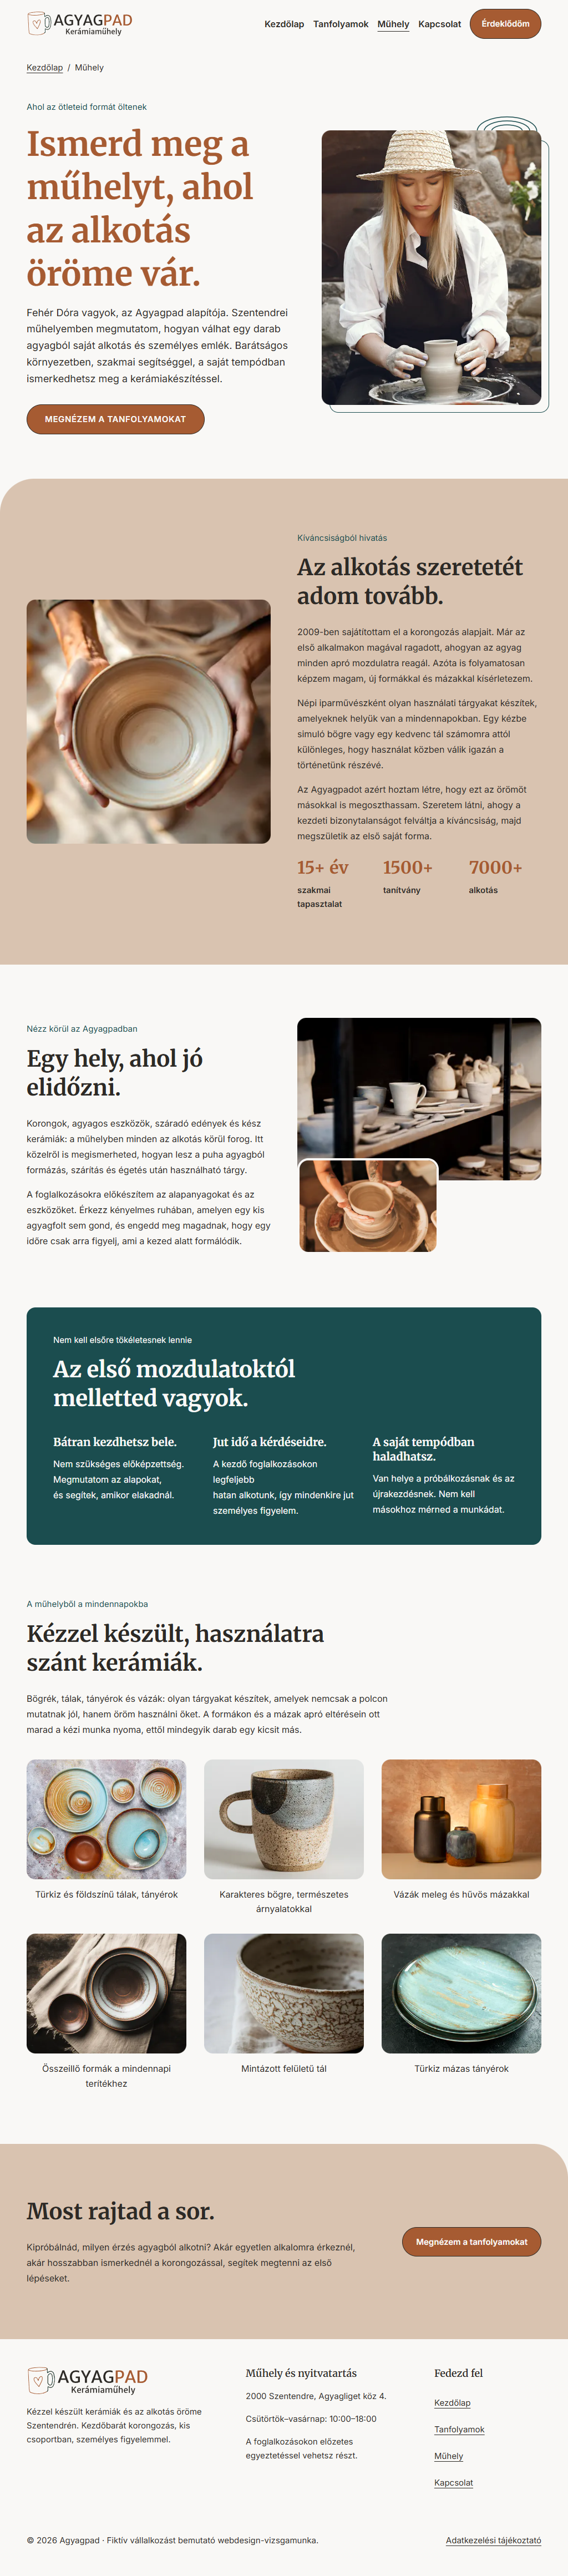 AGYAGPAD
Kerámiaműhely
Kezdőlap Tanfolyamok Műhely Kapcsolat Érdeklődöm
Kezdőlap / Műhely
Ahol az ötleteid formát öltenek
Ismerd meg a
műhelyt, ahol
az alkotás
öröme vár.
Fehér Dóra vagyok, az Agyagpad alapítója. Szentendrei
műhelyemben megmutatom, hogyan válhat egy darab
agyagból saját alkotás és személyes emlék. Barátságos
környezetben, szakmai segítséggel, a saját tempódban
ismerkedhetsz meg a kerámiakészítéssel.
MEGNÉZEM A TANFOLYAMOKAT
Kíváncsiságból hivatás
Az alkotás szeretetét
adom tovább.
2009-ben sajátítottam el a korongozás alapjait. Már az
első alkalmakon magával ragadott, ahogyan az agyag
minden apró mozdulatra reagál. Azóta is folyamatosan
képzem magam, új formákkal és mázakkal kísérletezem.
Népi iparművészként olyan használati tárgyakat készítek,
amelyeknek helyük van a mindennapokban. Egy kézbe
simuló bögre vagy egy kedvenc tál számomra attól
különleges, hogy használat közben válik igazán a
történetünk részévé.
Az Agyagpadot azért hoztam létre, hogy ezt az örömöt
másokkal is megoszthassam. Szeretem látni, ahogy a
kezdeti bizonytalanságot felváltja a kíváncsiság, majd
megszületik az első saját forma.
15+ év 1500+ 7000+
szakmai tanítvány alkotás
tapasztalat
Nézz körül az Agyagpadban
Egy hely, ahol jó
elidőzni.
Korongok, agyagos eszközök, száradó edények és kész
kerámiák: a műhelyben minden az alkotás körül forog. Itt
közelről is megismerheted, hogyan lesz a puha agyagból
formázás, szárítás és égetés után használható tárgy.
A foglalkozásokra előkészítem az alapanyagokat és az
eszközöket. Érkezz kényelmes ruhában, amelyen egy kis
agyagfolt sem gond, és engedd meg magadnak, hogy egy
időre csak arra figyelj, ami a kezed alatt formálódik.
Nem kell elsőre tökéletesnek lennie
Az első mozdulatoktól
melletted vagyok.
Bátran kezdhetsz bele.
Nem szükséges előképzettség.
Megmutatom az alapokat,
és segítek, amikor elakadnál.
Jut idő a kérdéseidre.
A kezdő foglalkozásokon
legfeljebb
hatan alkotunk, így mindenkire jut
személyes figyelem.
A saját tempódban
haladhatsz.
Van helye a próbálkozásnak és az
újrakezdésnek. Nem kell
másokhoz mérned a munkádat.
A műhelyből a mindennapokba
Kézzel készült, használatra
szánt kerámiák.
Bögrék, tálak, tányérok és vázák: olyan tárgyakat készítek, amelyek nemcsak a polcon
mutatnak jól, hanem öröm használni őket. A formákon és a mázak apró eltérésein ott
marad a kézi munka nyoma, ettől mindegyik darab egy kicsit más.
Türkiz és földszínű tálak, tányérok
Karakteres bögre, természetes
árnyalatokkal
Vázák meleg és hűvös mázakkal
Összeillő formák a mindennapi
terítékhez
Mintázott felületű tál
Türkiz mázas tányérok
Most rajtad a sor.
Kipróbálnád, milyen érzés agyagból alkotni? Akár egyetlen alkalomra érkeznél,
akár hosszabban ismerkednél a korongozással, segítek megtenni az első
lépéseket.
Megnézem a tanfolyamokat
AGYAGPAD
Kerámiaműhely
Kézzel készült kerámiák és az alkotás öröme
Szentendrén. Kezdőbarát korongozás, kis
csoportban, személyes figyelemmel.
Műhely és nyitvatartás
2000 Szentendre, Agyagliget köz 4.
Csütörtök–vasárnap: 10:00–18:00
A foglalkozásokon előzetes
egyeztetéssel vehetsz részt.
Fedezd fel
Kezdőlap
Tanfolyamok
Műhely
Kapcsolat
© 2026 Agyagpad · Fiktív vállalkozást bemutató webdesign-vizsgamunka.
Adatkezelési tájékoztató